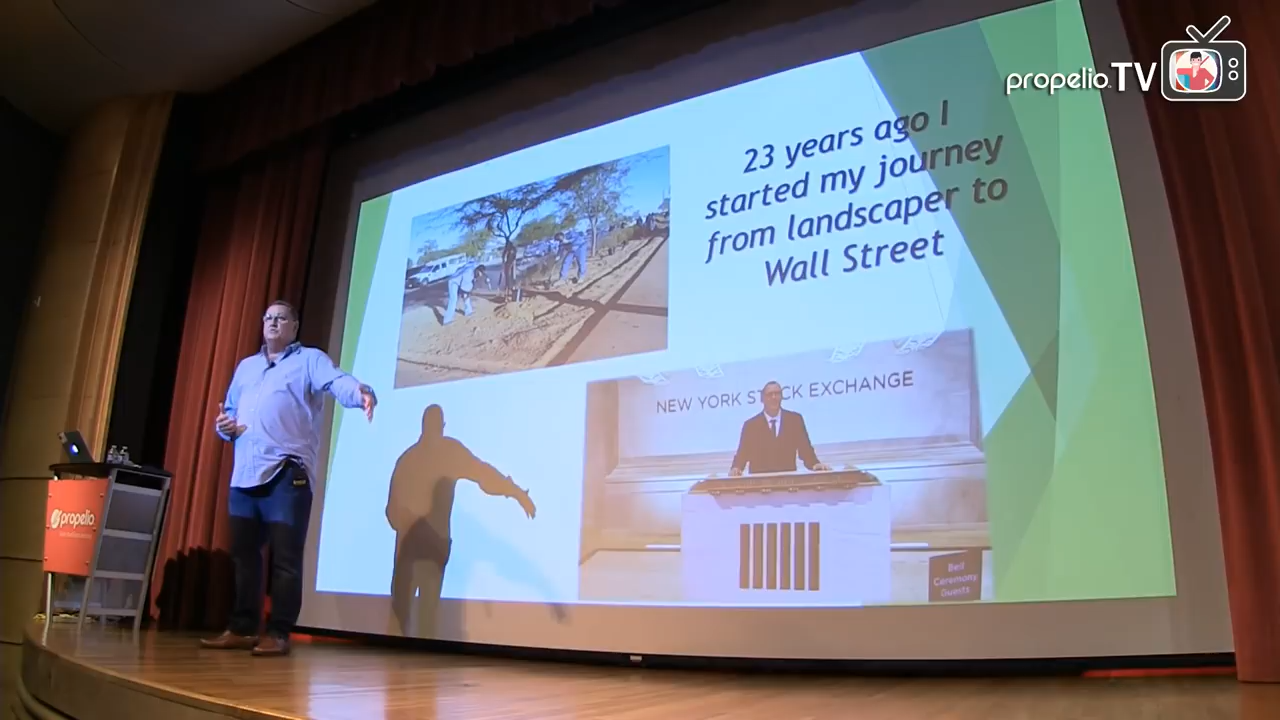 propelio TV
23 years ago I
started my journey
from landscaper to
Wall Street
NEW YORK STOCK EXCHANGE
Bell
Ceremony
Guests
propelio